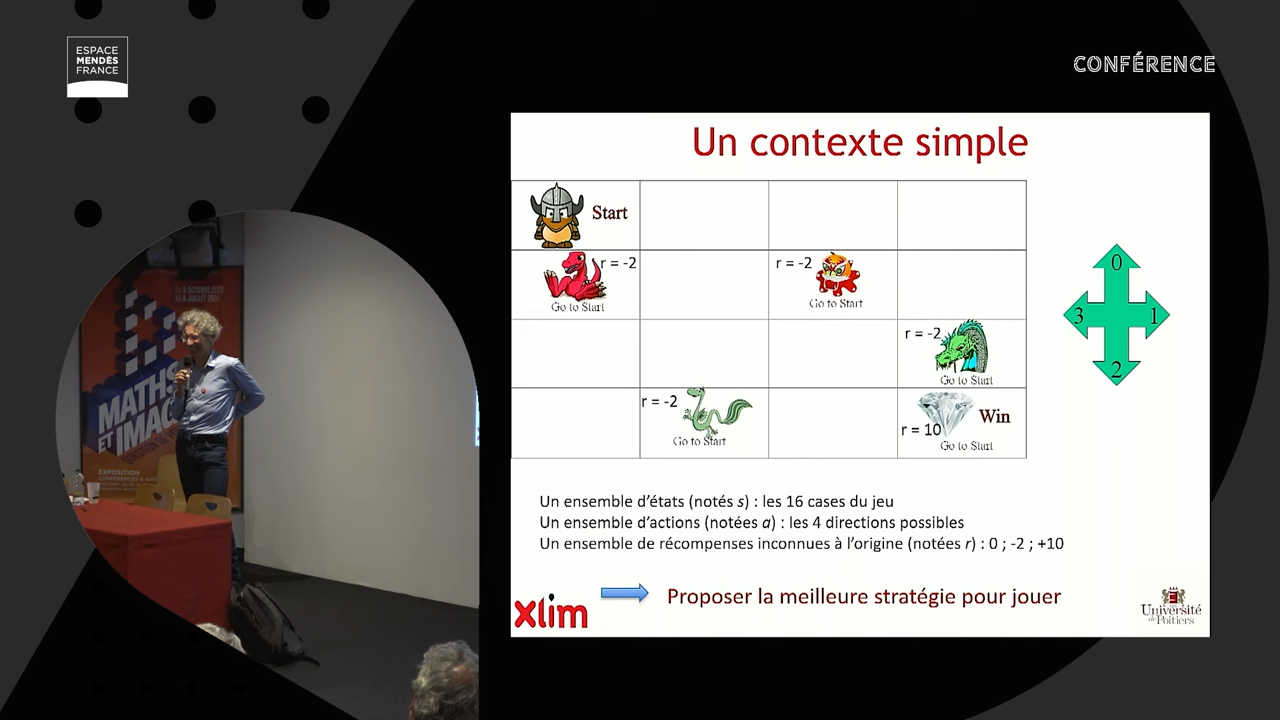 ESPACE
MENDÈS
FRANCE
CONFÉRENCE
Un contexte simple
Start
r = -2
Go to Start
r = -2
Go to Start
r = -2
Go to Start
r = -2
Go to Start
r = 10
Win
Go to Start
0
3
1
2
Un ensemble d'états (notés s) : les 16 cases du jeu
Un ensemble d'actions (notées a) : les 4 directions possibles
Un ensemble de récompenses inconnues à l'origine (notées r) : 0 ; -2 ; +10
Proposer la meilleure stratégie pour jouer
Xlim
Université
de Poitiers
MATHS
ET IMAG
EXPOSITION